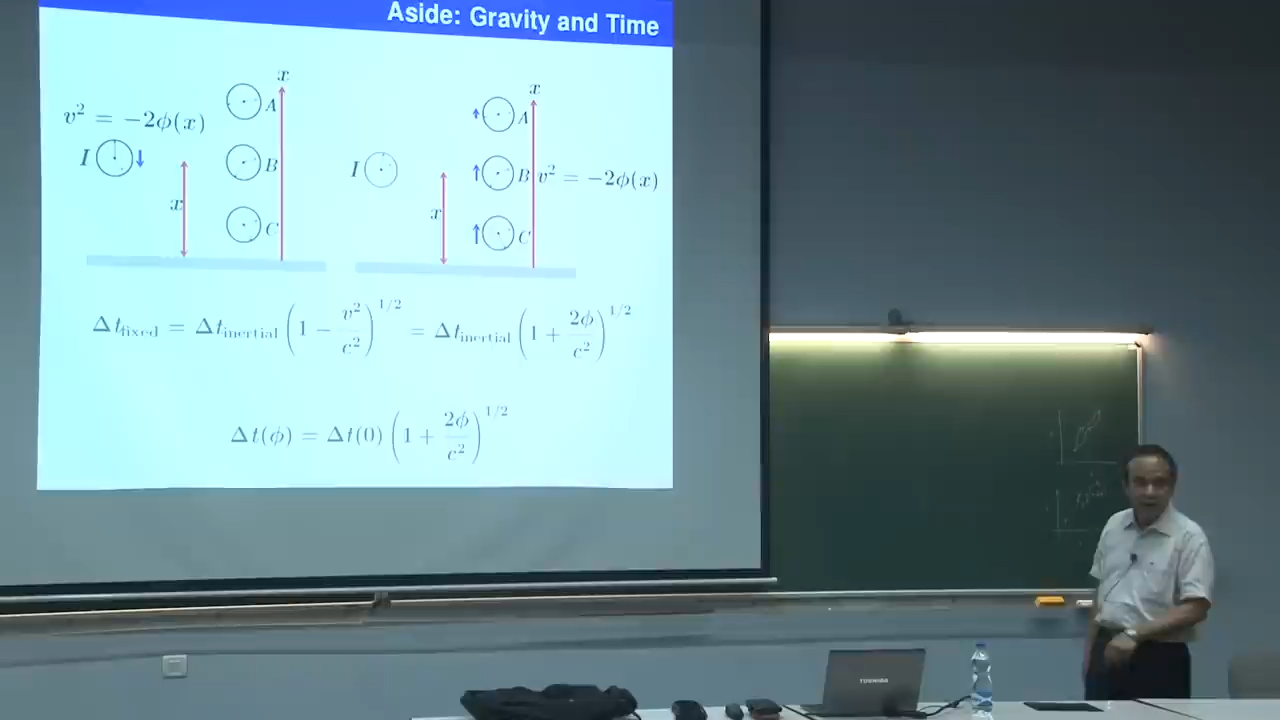 Aside: Gravity and Time
v² = −2ϕ(x)
I
x
A
B
C
x
I
x
A
B
C
x
v² = −2ϕ(x)
Δt_fixed = Δt_inertial (1 − v²/c²)^{1/2} = Δt_inertial (1 + 2ϕ/c²)^{1/2}
Δt(ϕ) = Δt(0) (1 + 2ϕ/c²)^{1/2}
TOSHIBA